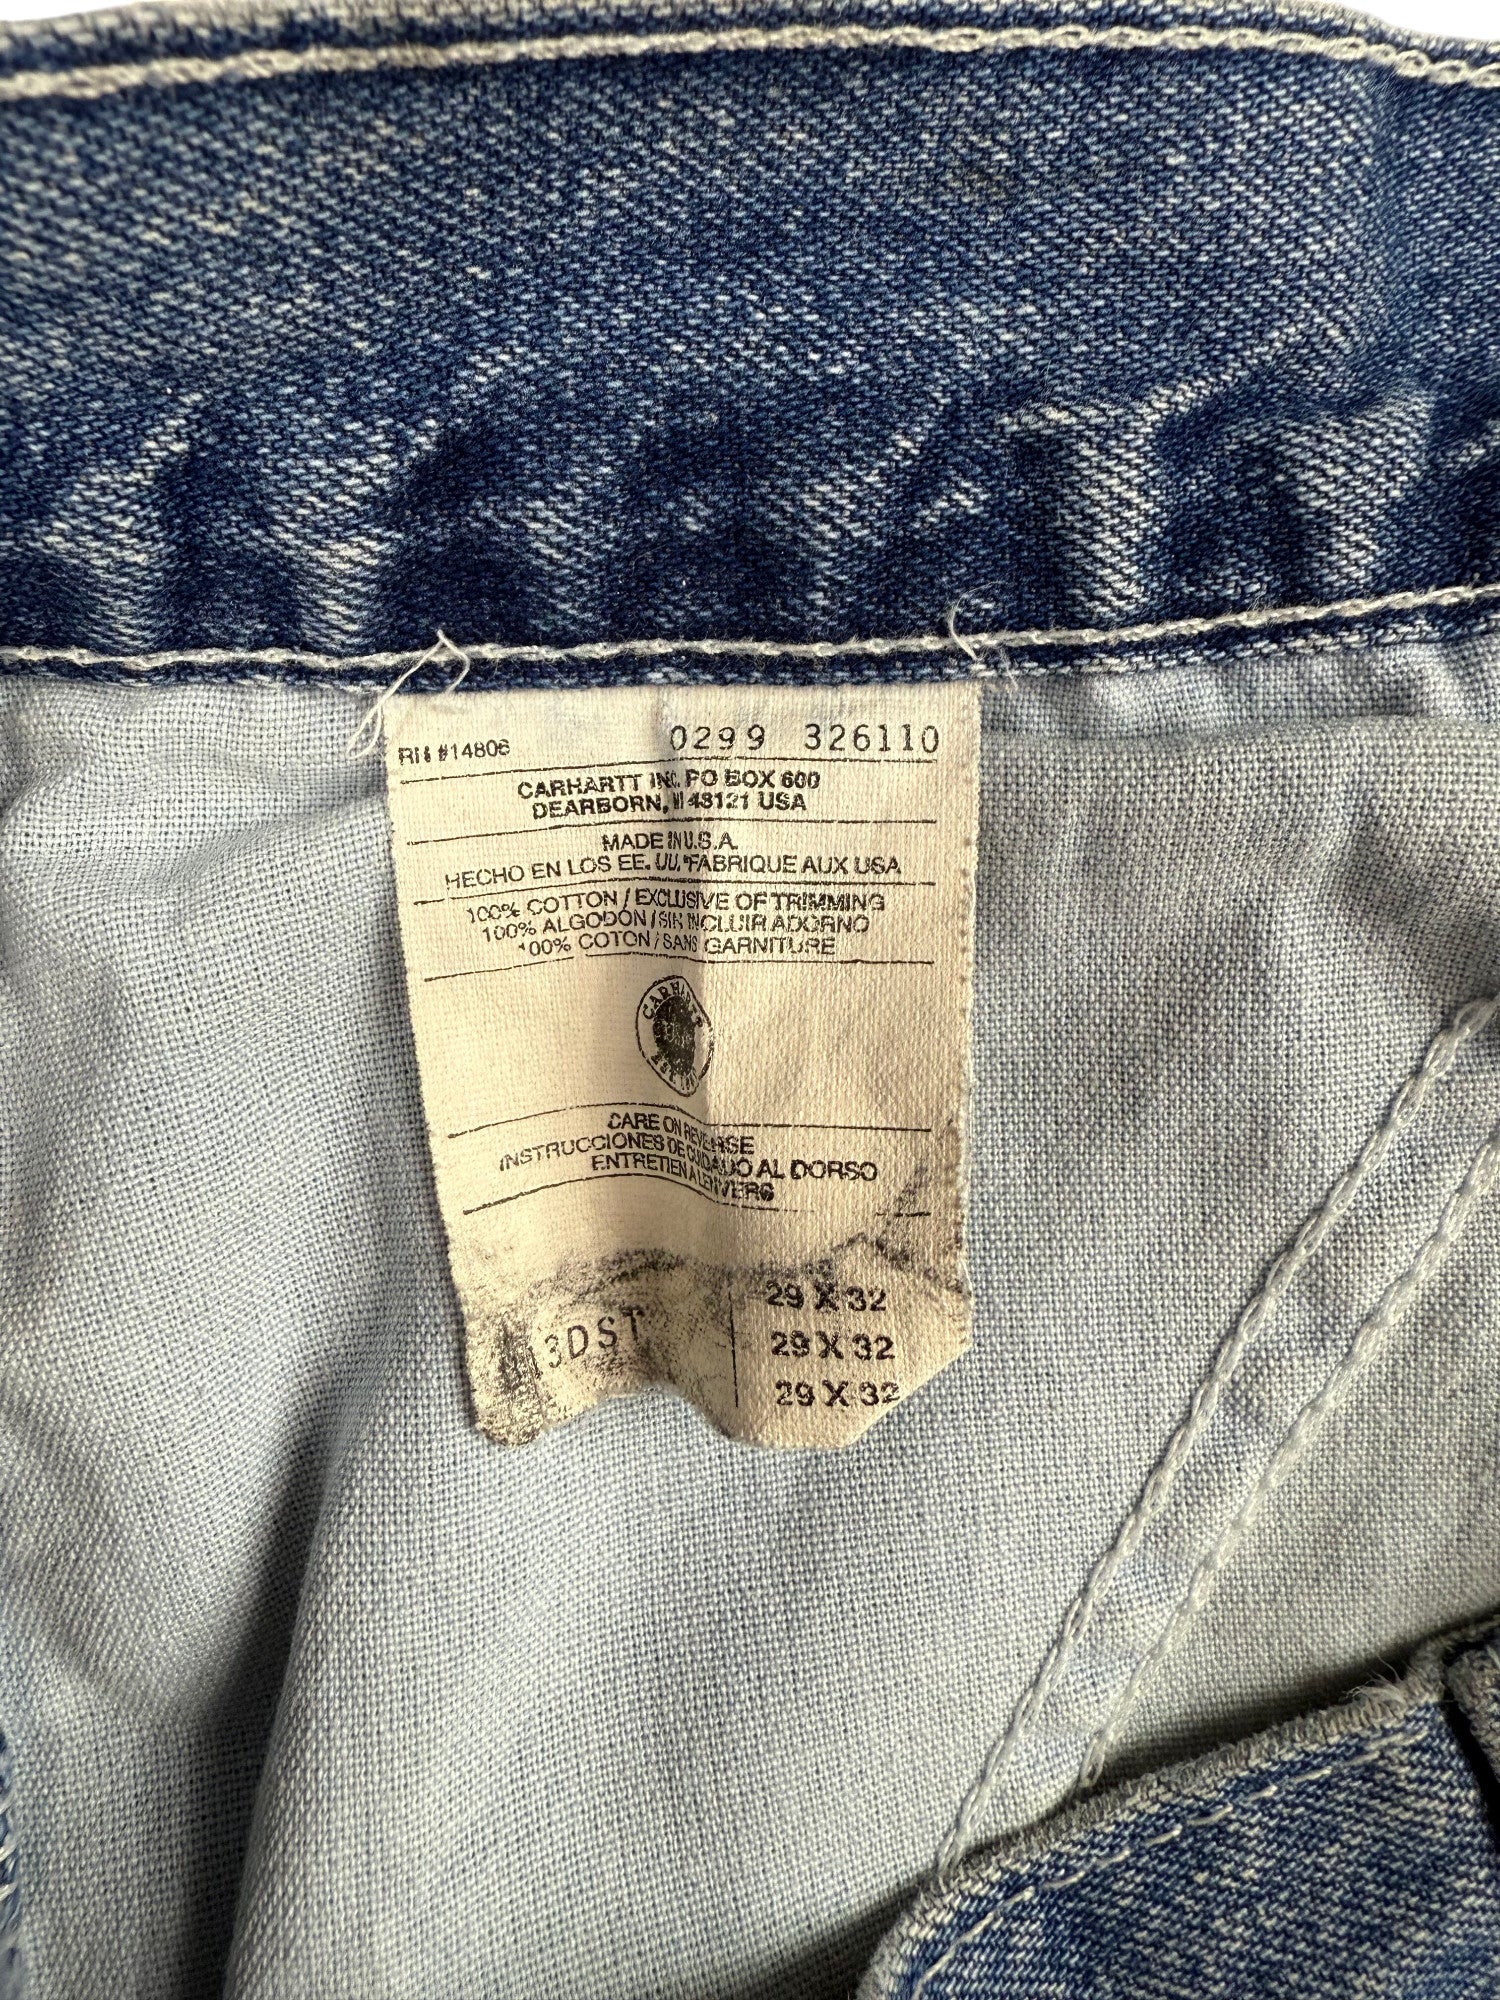 RN #14806
0299 326110
CARHARTT INC. PO BOX 600
DEARBORN, MI 48121 USA
MADE IN U.S.A.
HECHO EN LOS EE. UU. FABRIQUE AUX USA
100% COTTON / EXCLUSIVE OF TRIMMING
100% ALGODON / SIN INCLUIR ADORNO
100% COTON / SANS GARNITURE
CARHARTT
CARE ON REVERSE
INSTRUCCIONES DE CUIDADO AL DORSO
ENTRETIEN A L'ENVERS
29 X 32
29 X 32
29 X 32